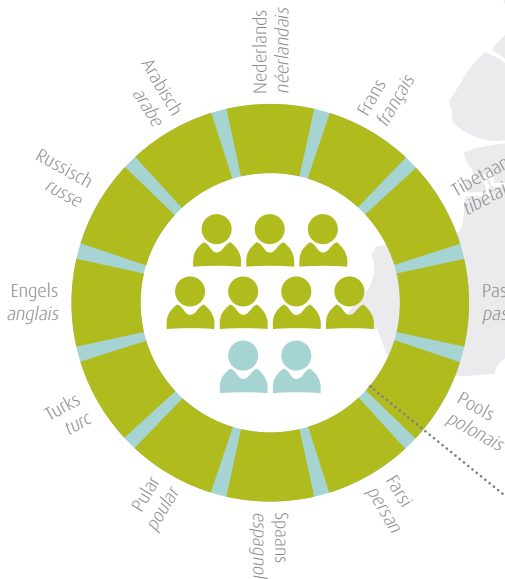 Nederlands
néerlandais
Frans
français
Pools
polonais
Farsi
persan
Spaans
espagnol
Pular
poular
Turks
turc
Engels
anglais
Russisch
russe
Arabisch
arabe